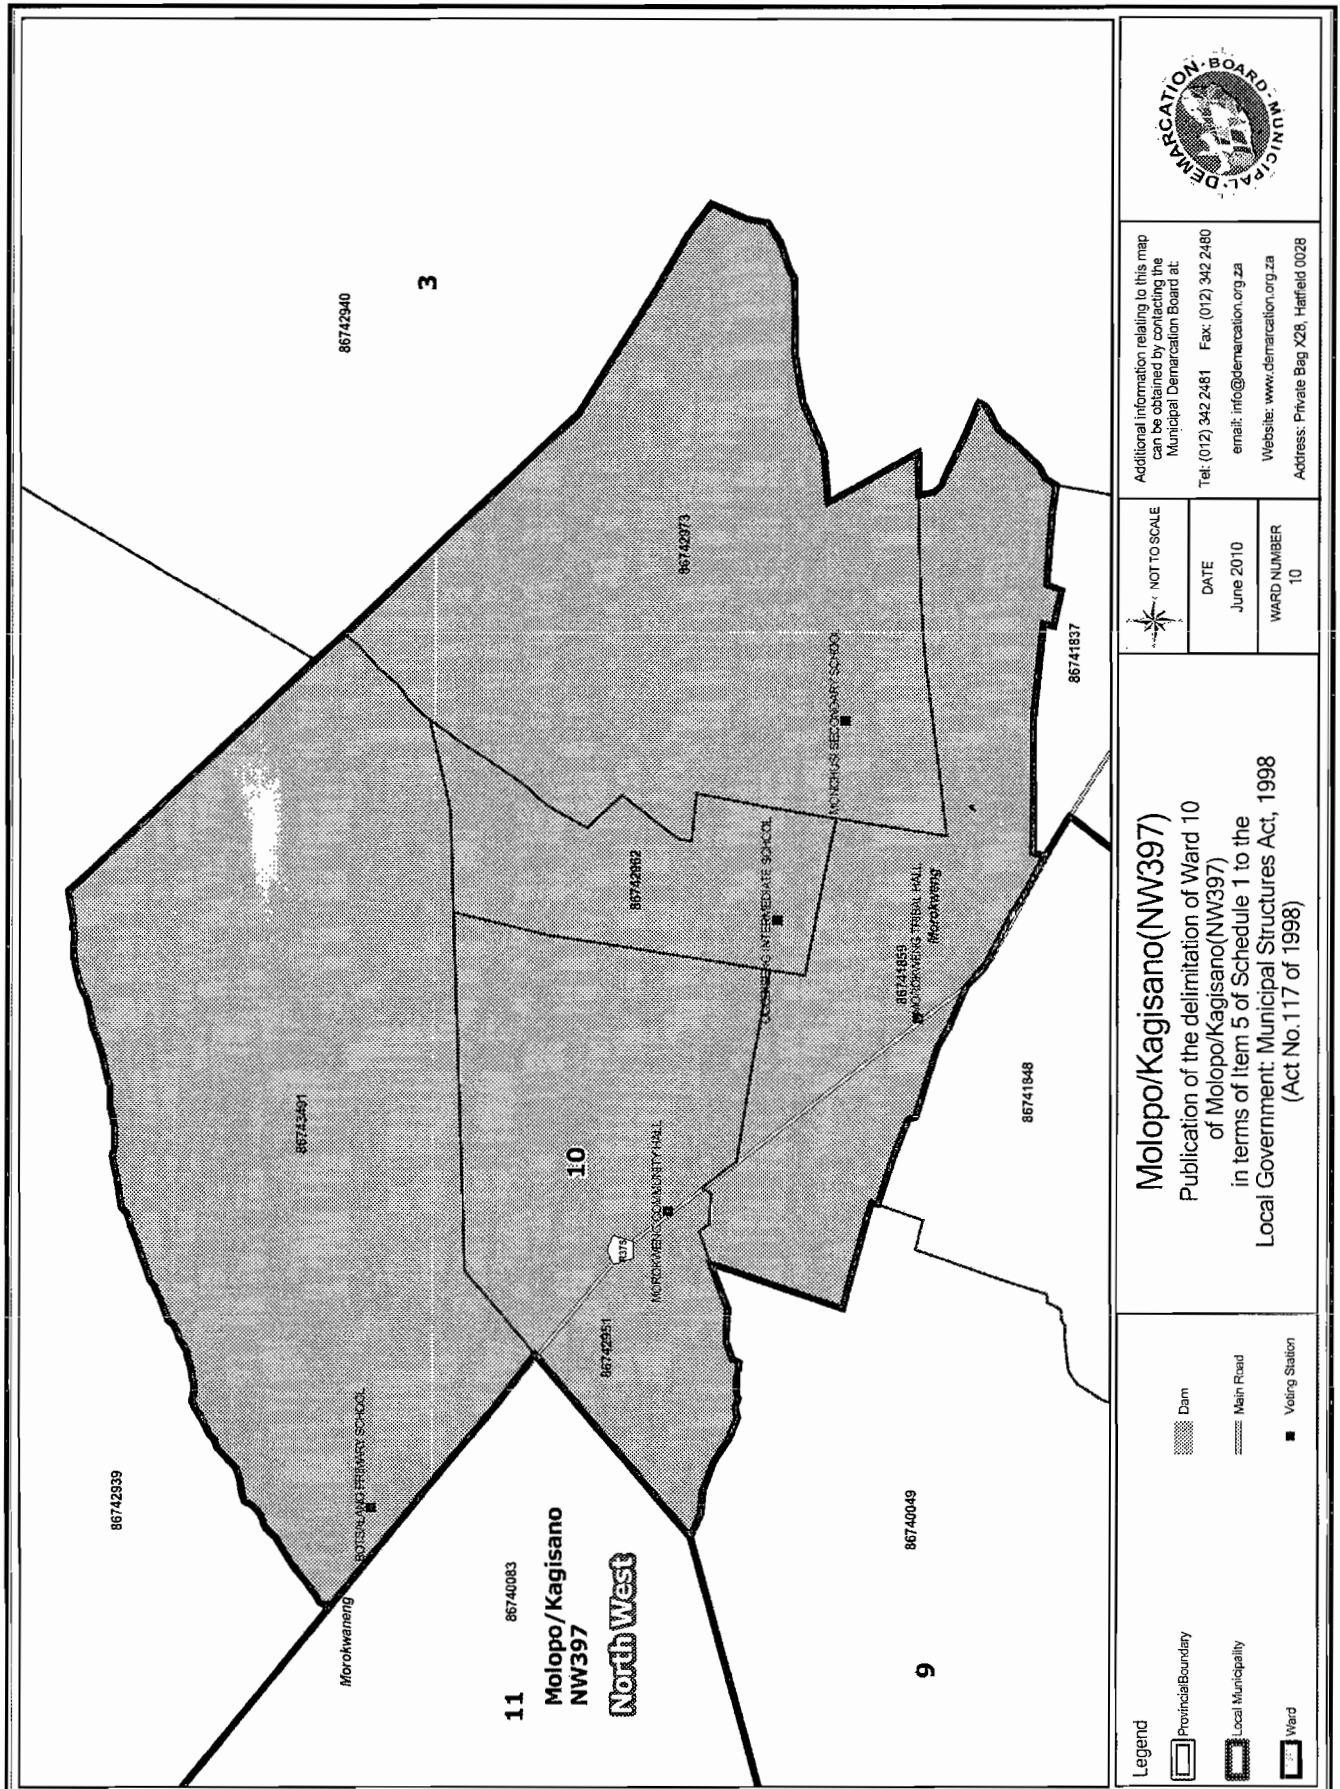 86742940
3
86742973
MONCHUSI SECONDARY SCHOOL
86741837
86742962
INTERMEDIATE SCHOOL
86741859
MOROKWENG TRIBAL HALL
Morokweng
86743401
10
MOROKWENG COMMUNITY HALL
R375
86742951
86741848
BOTSALANG PRIMARY SCHOOL
86742939
Morokwaneng
11
86740083
Molopo/Kagisano
NW397
North West
86740049
9
Legend
Provincial Boundary
Local Municipality
Ward
Dam
Main Road
Voting Station
Molopo/Kagisano(NW397)
Publication of the delimitation of Ward 10
of Molopo/Kagisano(NW397)
in terms of Item 5 of Schedule 1 to the
Local Government: Municipal Structures Act, 1998
(Act No.117 of 1998)
NOT TO SCALE
DATE
June 2010
WARD NUMBER
10
Additional information relating to this map
can be obtained by contacting the
Municipal Demarcation Board at:
Tel: (012) 342 2481 Fax: (012) 342 2480
email: info@demarcation.org.za
Website: www.demarcation.org.za
Address: Private Bag X28, Hatfield 0028
MUNICIPAL DEMARCATION BOARD